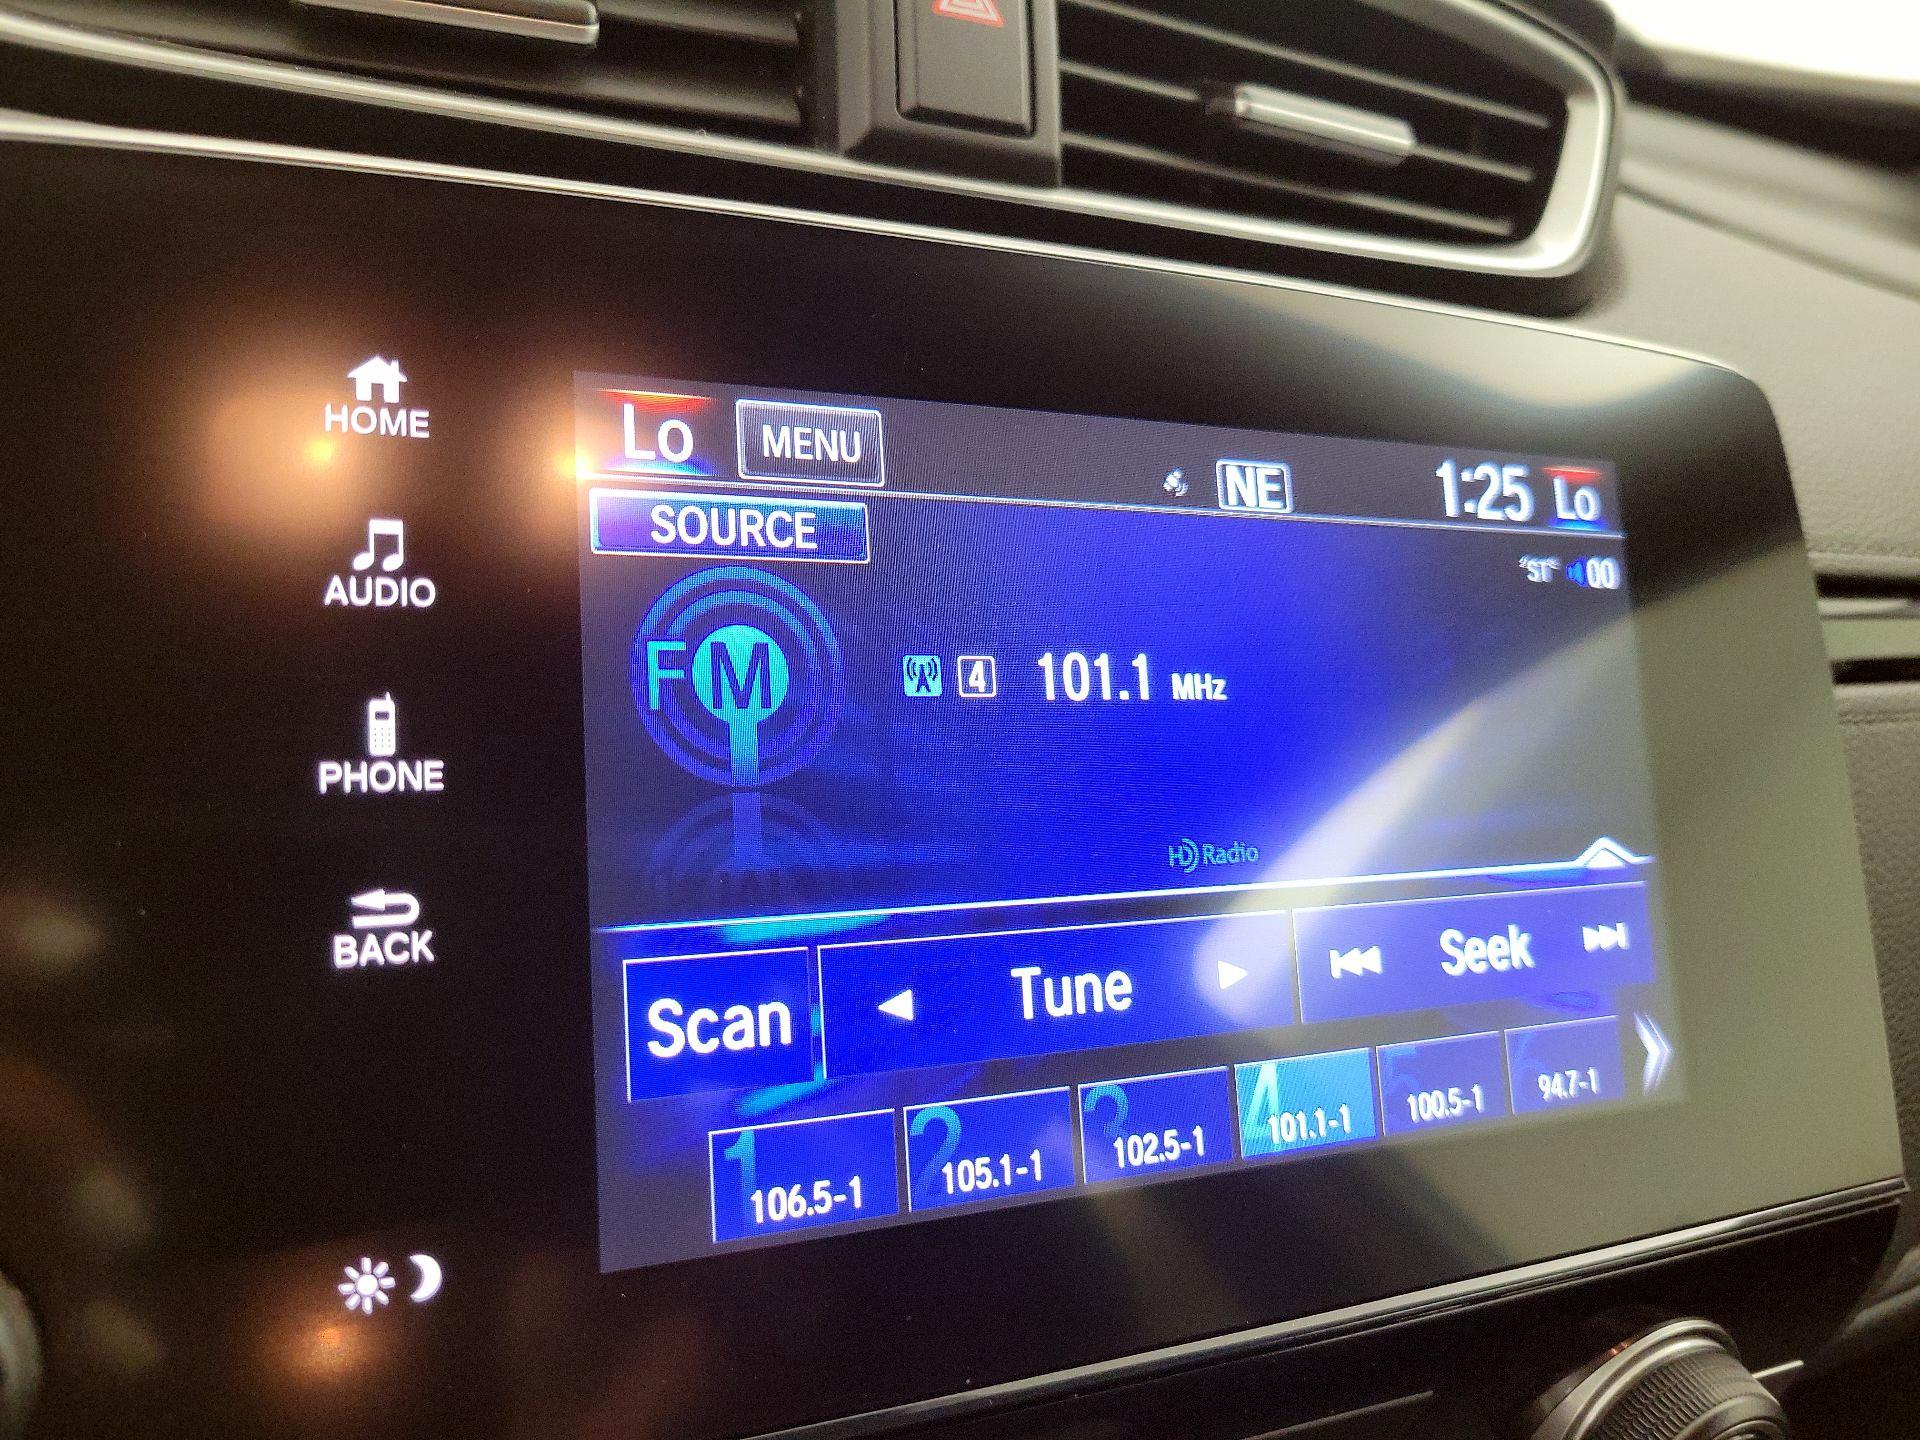 HOME
AUDIO
PHONE
BACK
Lo MENU NE 1:25 Lo
SOURCE
"ST" 00
FM 4 101.1 MHz
HD Radio
Scan Tune Seek
1 106.5-1
2 105.1-1
3 102.5-1
4 101.1-1
5 100.5-1
6 94.7-1